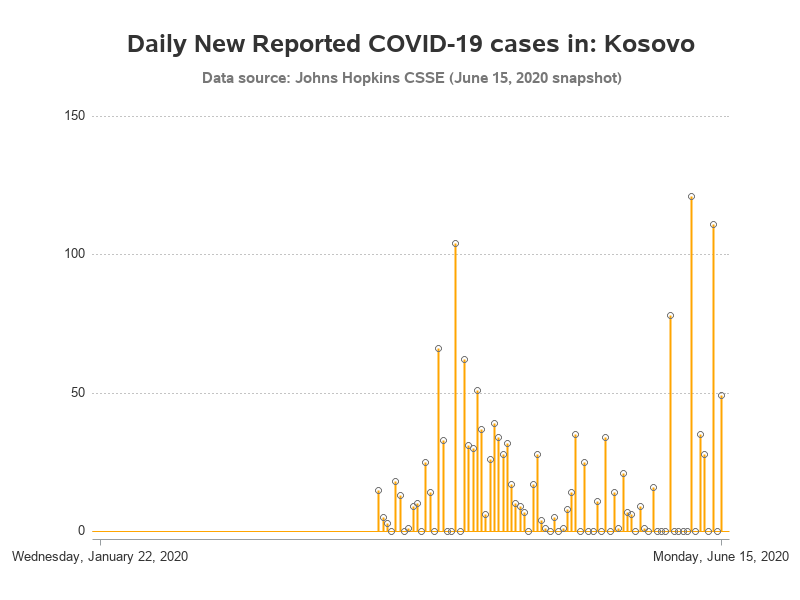 Daily New Reported COVID-19 cases in: Kosovo
Data source: Johns Hopkins CSSE (June 15, 2020 snapshot)
150
100
50
0
Wednesday, January 22, 2020
Monday, June 15, 2020